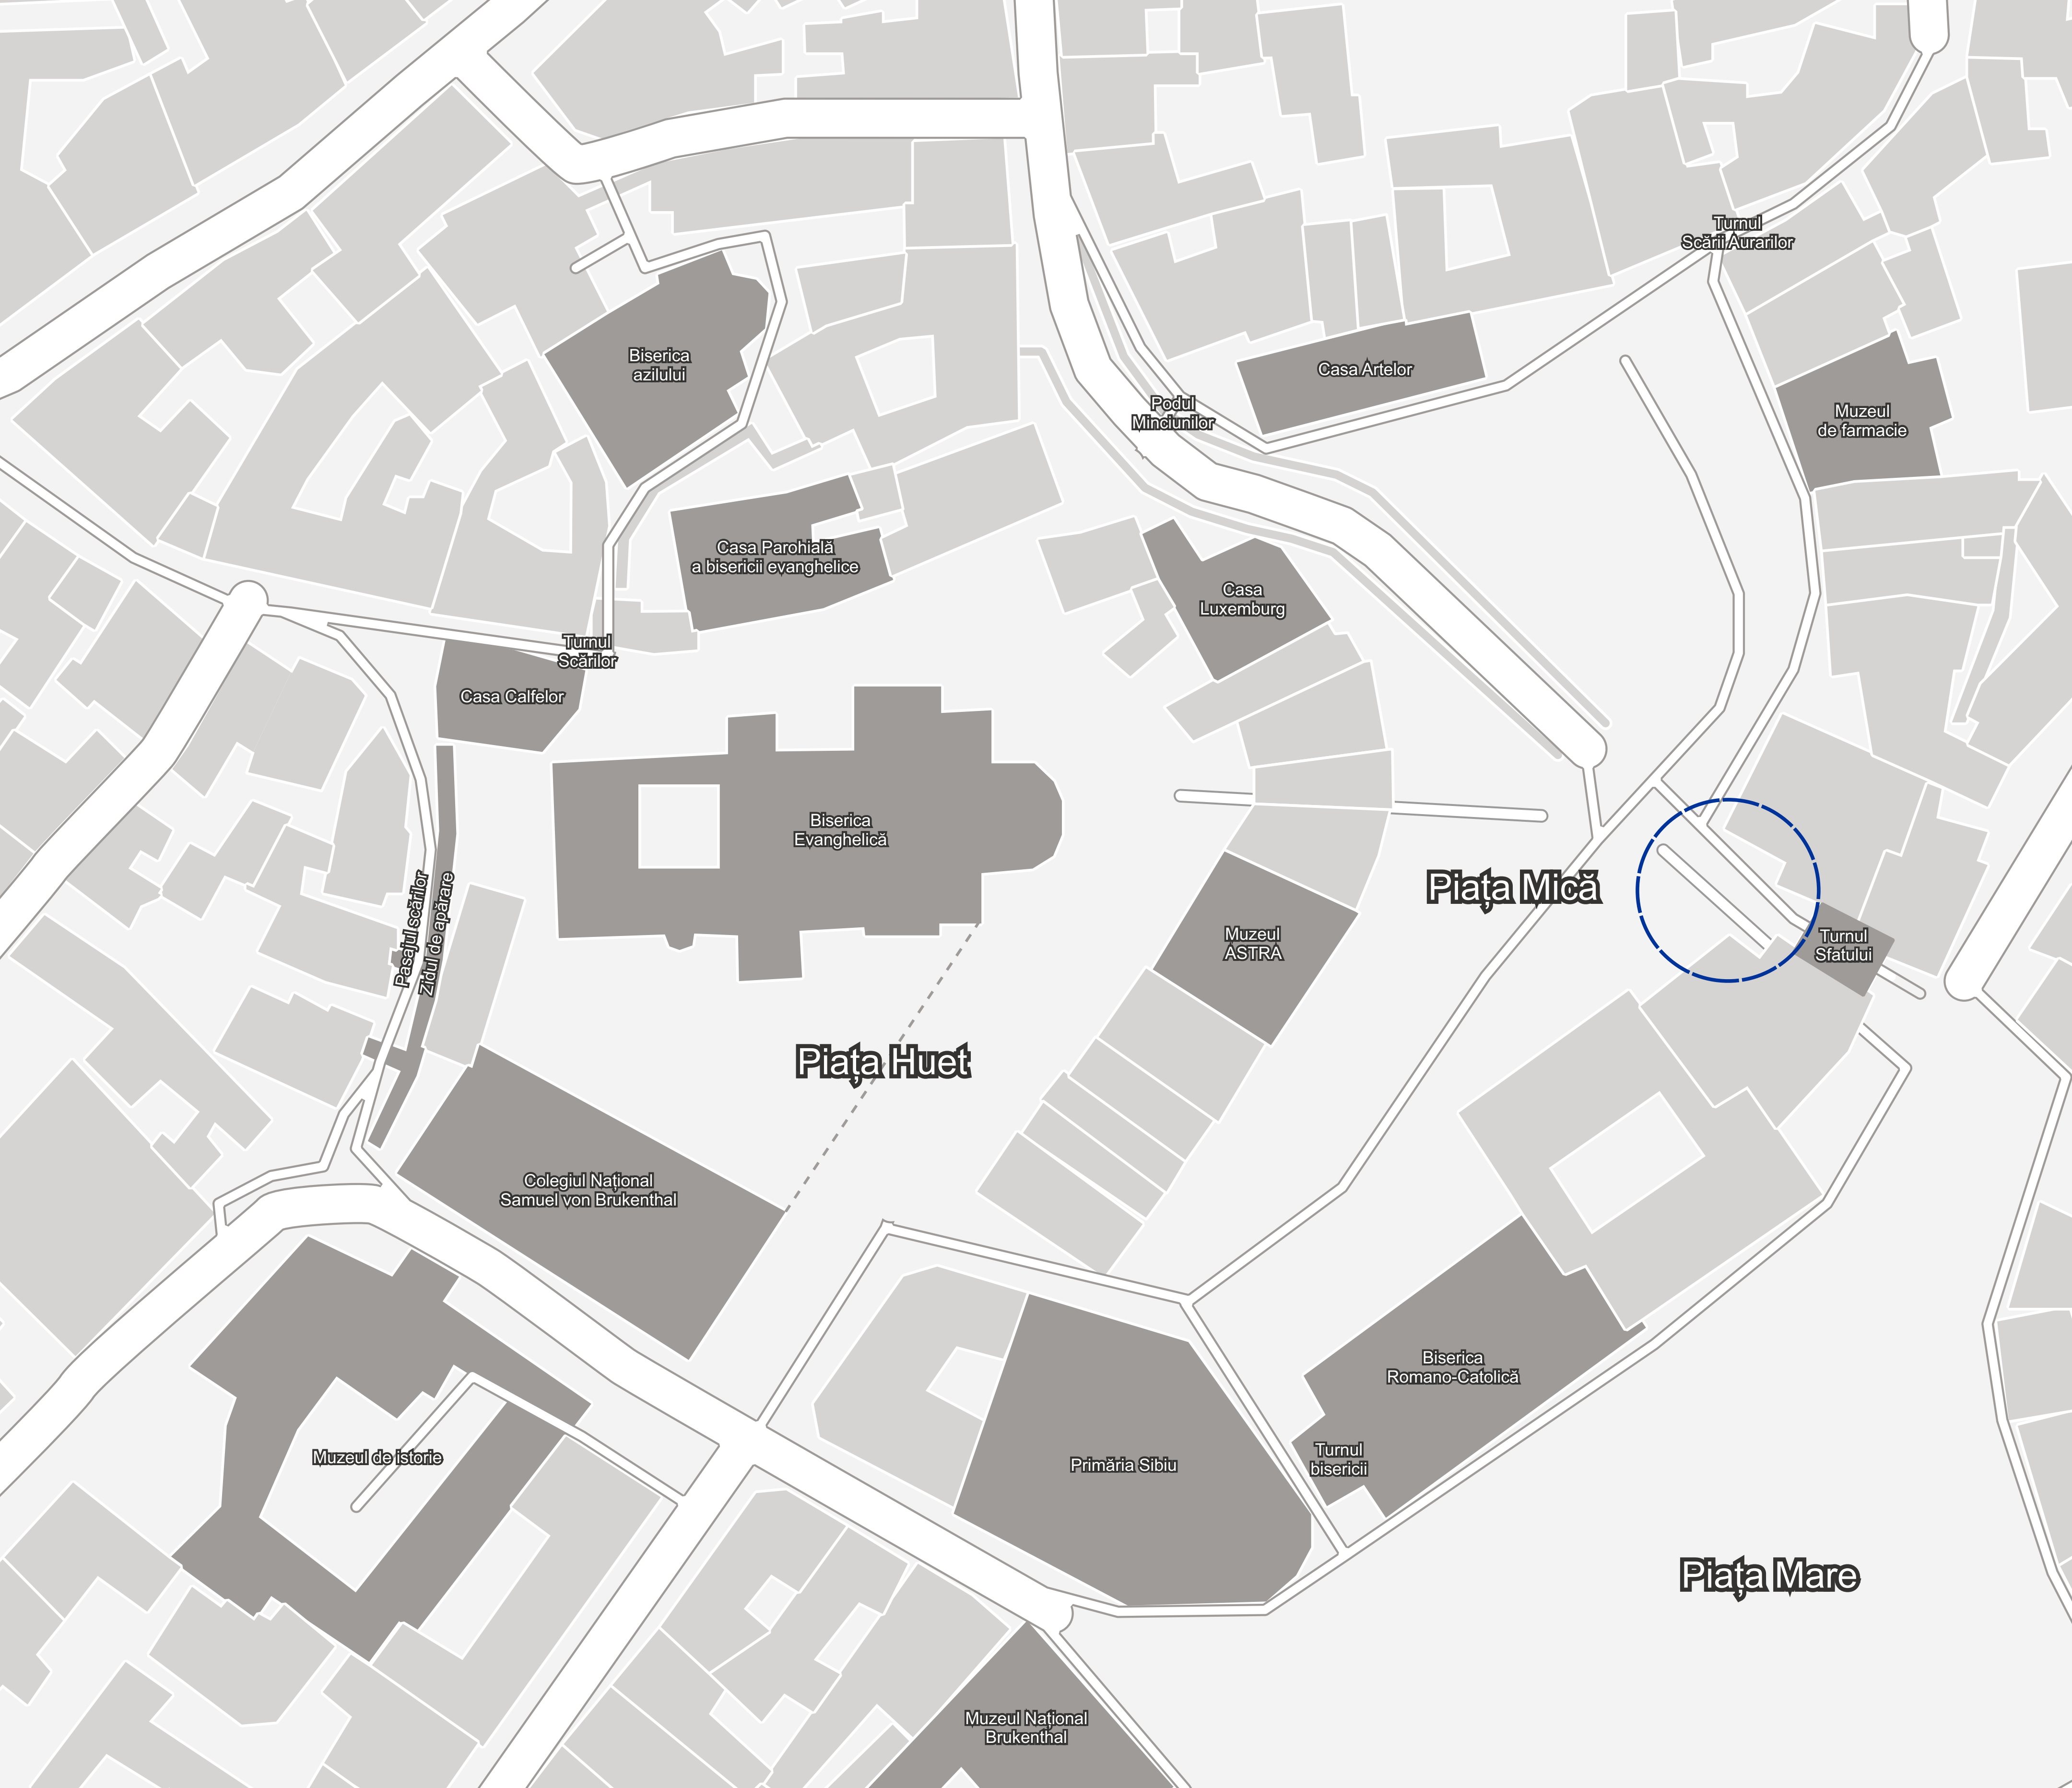 Turnul
Scării Aurarilor
Biserica
azilului
Casa Artelor
Podul
Minciunilor
Muzeul
de farmacie
Casa Parohială
a bisericii evanghelice
Casa
Luxemburg
Turnul
Scărilor
Casa Calfelor
Biserica
Evanghelică
Piața Mică
Pasajul scărilor
Zidul de apărare
Muzeul
ASTRA
Turnul
Sfatului
Piața Huet
Colegiul Național
Samuel von Brukenthal
Biserica
Romano-Catolică
Muzeul de istorie
Turnul
bisericii
Primăria Sibiu
Piața Mare
Muzeul Național
Brukenthal